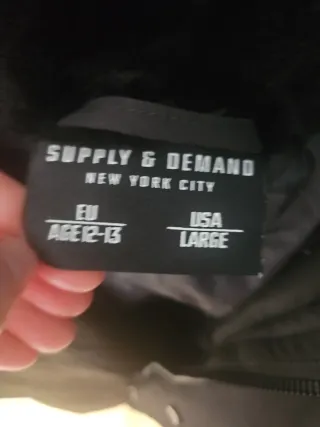 SUPPLY & DEMAND
NEW YORK CITY
EU USA
AGE 12-13 LARGE